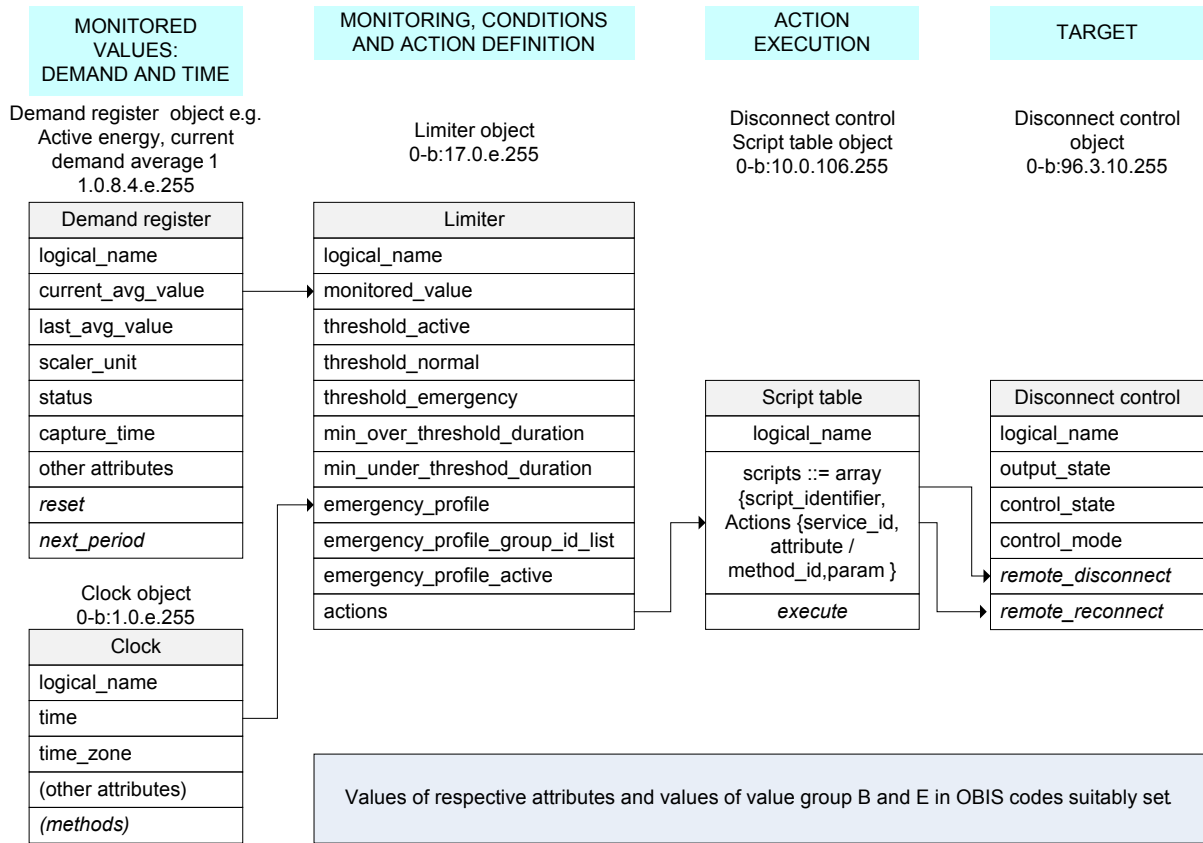 MONITORED
VALUES:
DEMAND AND TIME
MONITORING, CONDITIONS
AND ACTION DEFINITION
ACTION
EXECUTION
TARGET
Demand register object e.g.
Active energy, current
demand average 1
1.0.8.4.e.255
Limiter object
0-b:17.0.e.255
Disconnect control
Script table object
0-b:10.0.106.255
Disconnect control
object
0-b:96.3.10.255
Demand register
logical_name
current_avg_value
last_avg_value
scaler_unit
status
capture_time
other attributes
reset
next_period
Clock object
0-b:1.0.e.255
Clock
logical_name
time
time_zone
(other attributes)
(methods)
Limiter
logical_name
monitored_value
threshold_active
threshold_normal
threshold_emergency
min_over_threshold_duration
min_under_threshod_duration
emergency_profile
emergency_profile_group_id_list
emergency_profile_active
actions
Script table
logical_name
scripts ::= array
{script_identifier,
Actions {service_id,
attribute /
method_id,param }
execute
Disconnect control
logical_name
output_state
control_state
control_mode
remote_disconnect
remote_reconnect
Values of respective attributes and values of value group B and E in OBIS codes suitably set